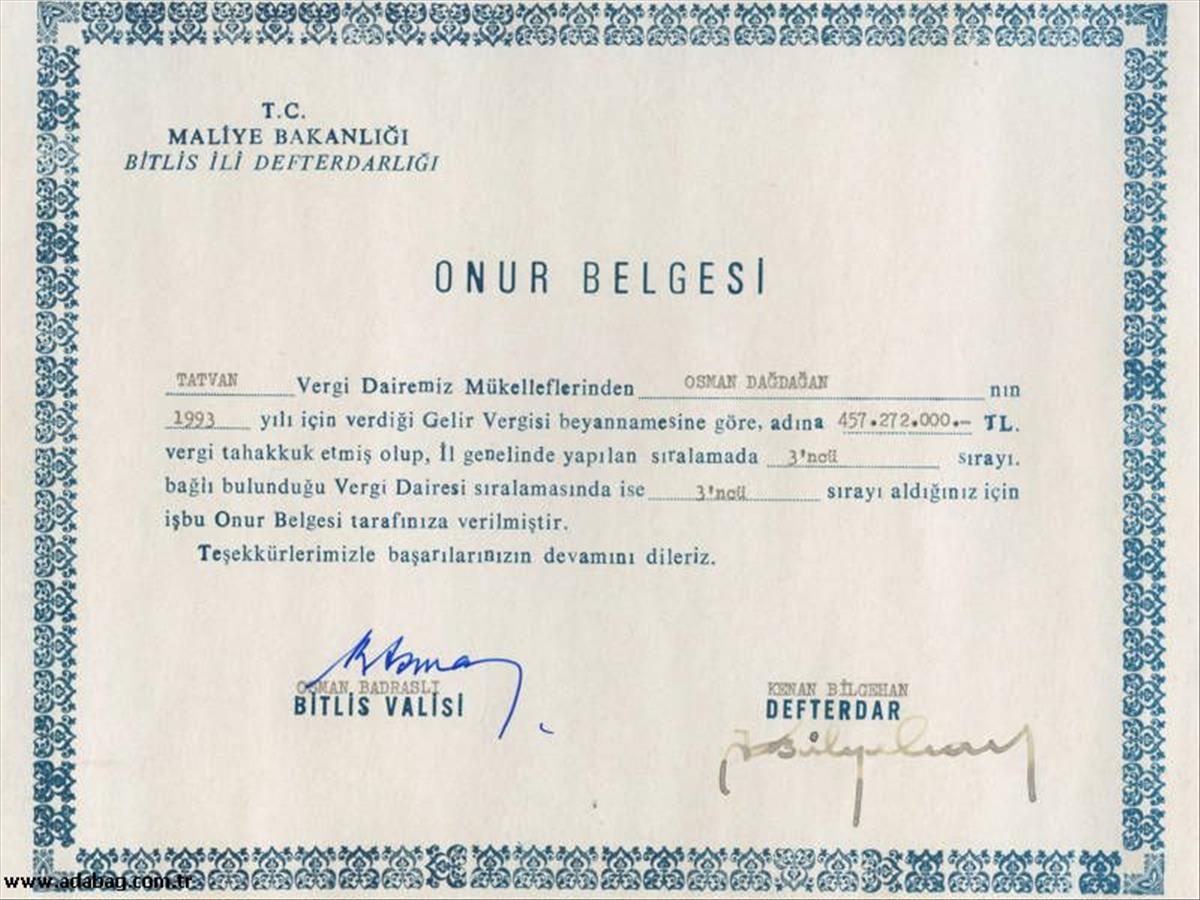 T.C.
MALİYE BAKANLIĞI
BİTLİS İLİ DEFTERDARLIĞI
ONUR BELGESİ
TATVAN Vergi Dairemiz Mükelleflerinden OSMAN DAĞDAĞAN nın
1993 yılı için verdiği Gelir Vergisi beyannamesine göre, adına 457.272.000.- TL.
vergi tahakkuk etmiş olup, İl genelinde yapılan sıralamada 3'ncü sırayı.
bağlı bulunduğu Vergi Dairesi sıralamasında ise 3'ncü sırayı aldığınız için
işbu Onur Belgesi tarafınıza verilmiştir.
Teşekkürlerimizle başarılarınızın devamını dileriz.
OSMAN BADRASLI
BİTLİS VALİSİ
KENAN BİLGEHAN
DEFTERDAR
www.adabag.com.tr